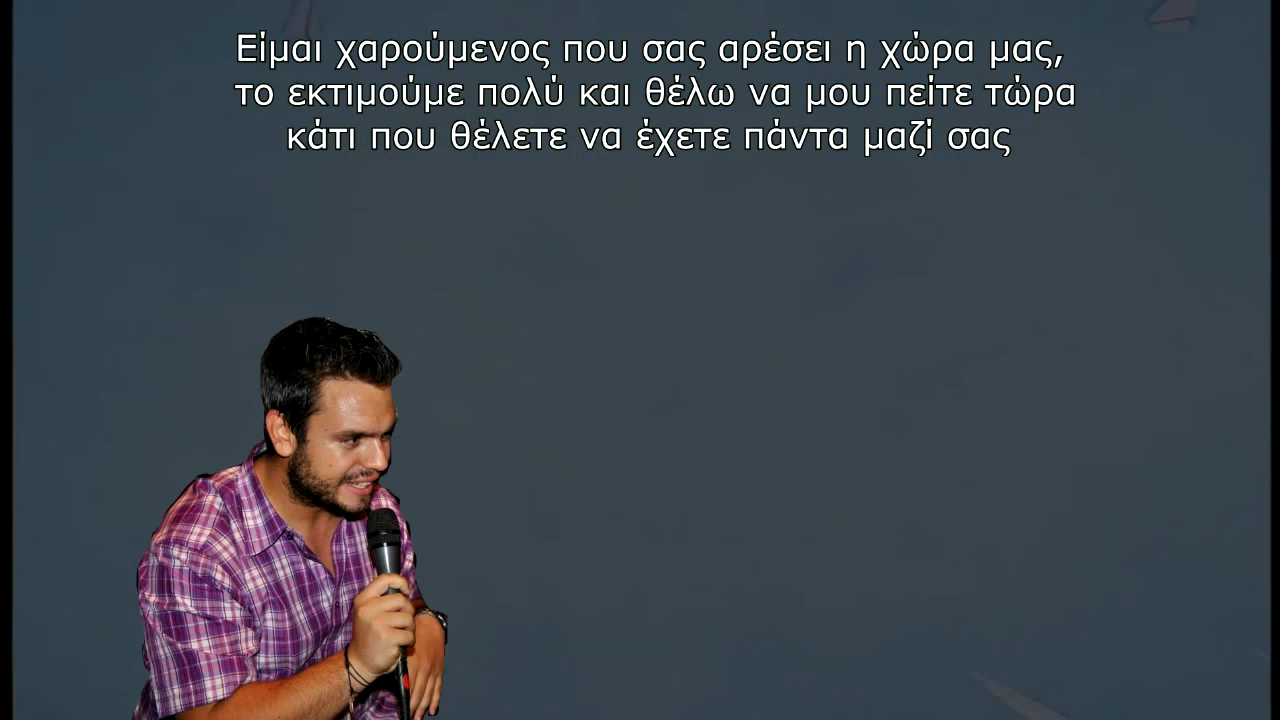 Είμαι χαρούμενος που σας αρέσει η χώρα μας,
το εκτιμούμε πολύ και θέλω να μου πείτε τώρα
κάτι που θέλετε να έχετε πάντα μαζί σας